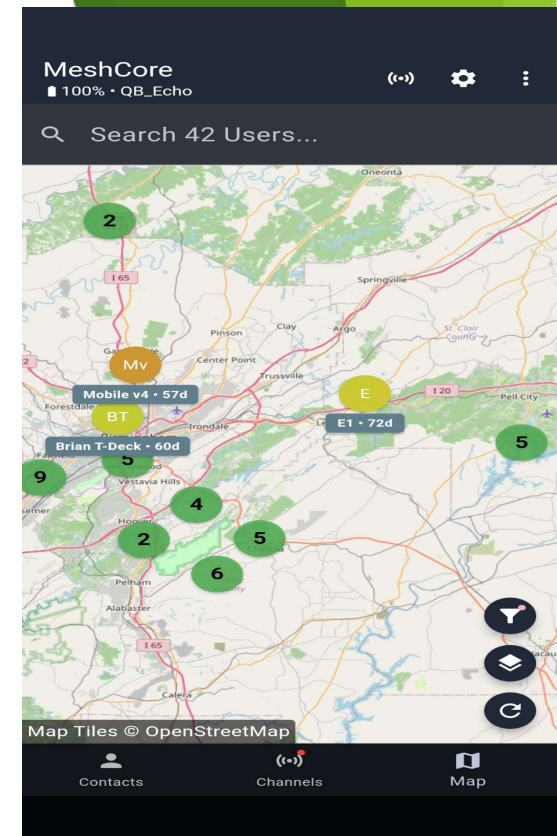 MeshCore
100% • QB_Echo
Search 42 Users...
Oneonta
2
I 65
Springville
Pinson
Clay
Argo
St. Clair
County
Center Point
Mv
Trussville
2
Mobile v4 • 57d
E
I 20
Pell City
Forestdale
BT
E1 • 72d
Irondale
Brian T-Deck • 60d
5
5
9
Vestavia Hills
4
Hoover
2
5
6
Pelham
Alabaster
I 65
Calera
Map Tiles © OpenStreetMap
Contacts
Channels
Map